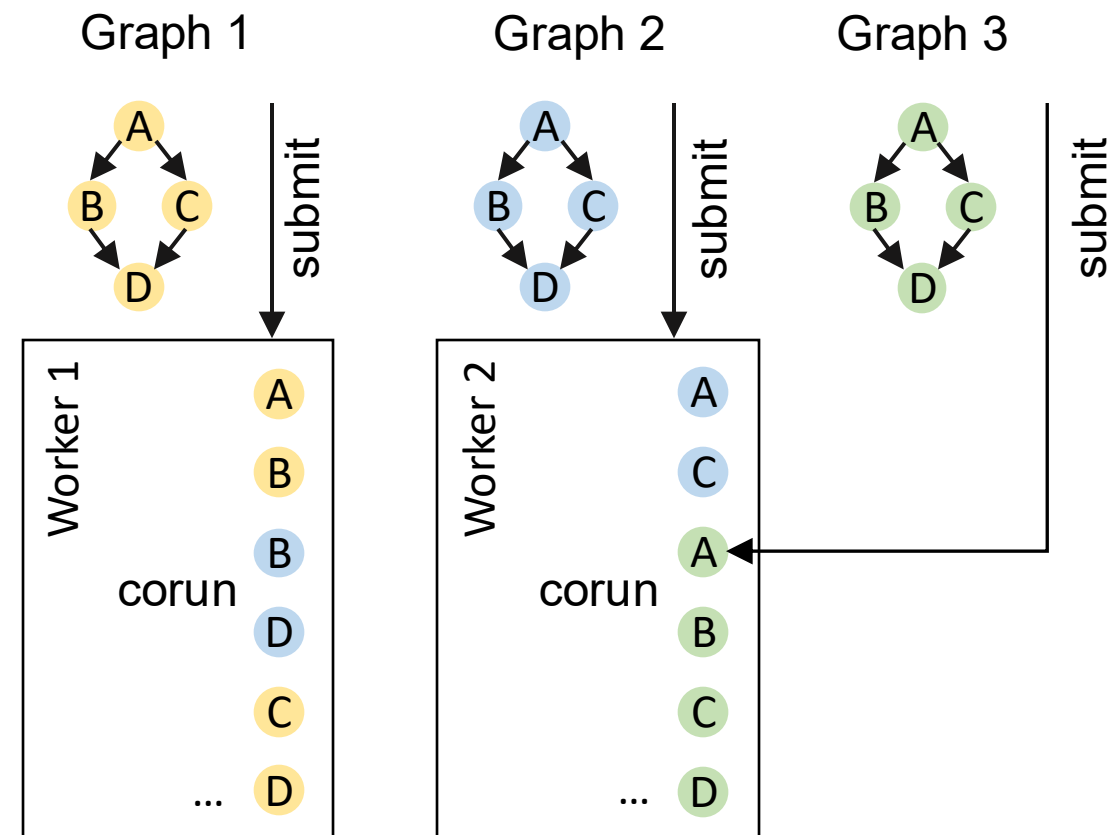 Graph 1
Graph 2
Graph 3
A
B
C
D
submit
A
B
C
D
submit
A
B
C
D
submit
Worker 1
A
B
B
corun
D
C
... D
Worker 2
A
C
A
corun
B
C
... D